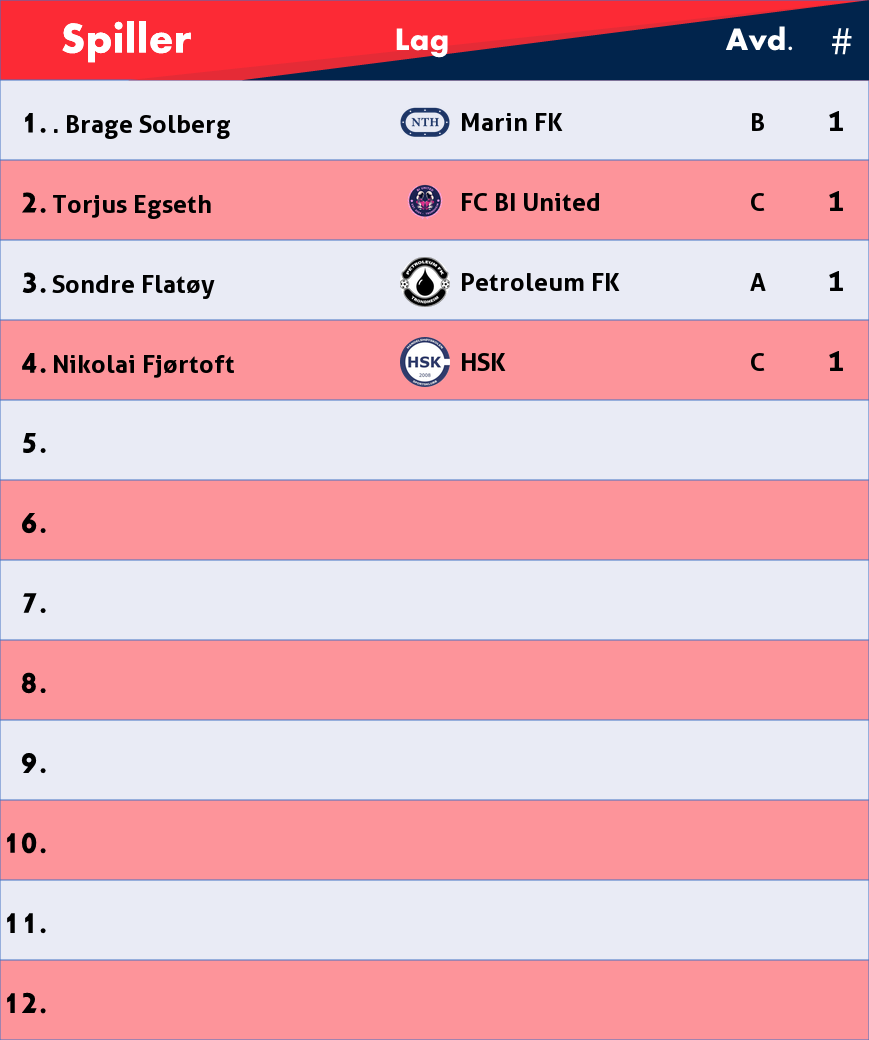 Spiller Lag Avd. #
1. . Brage Solberg NTH Marin FK B 1
2. Torjus Egseth FC BI United C 1
PETROLEUM FK
3. Sondre Flatøy Petroleum FK A 1
TRONDHEIM
4. Nikolai Fjørtoft HSK HSK C 1
2008
5.
6.
7.
8.
9.
10.
11.
12.